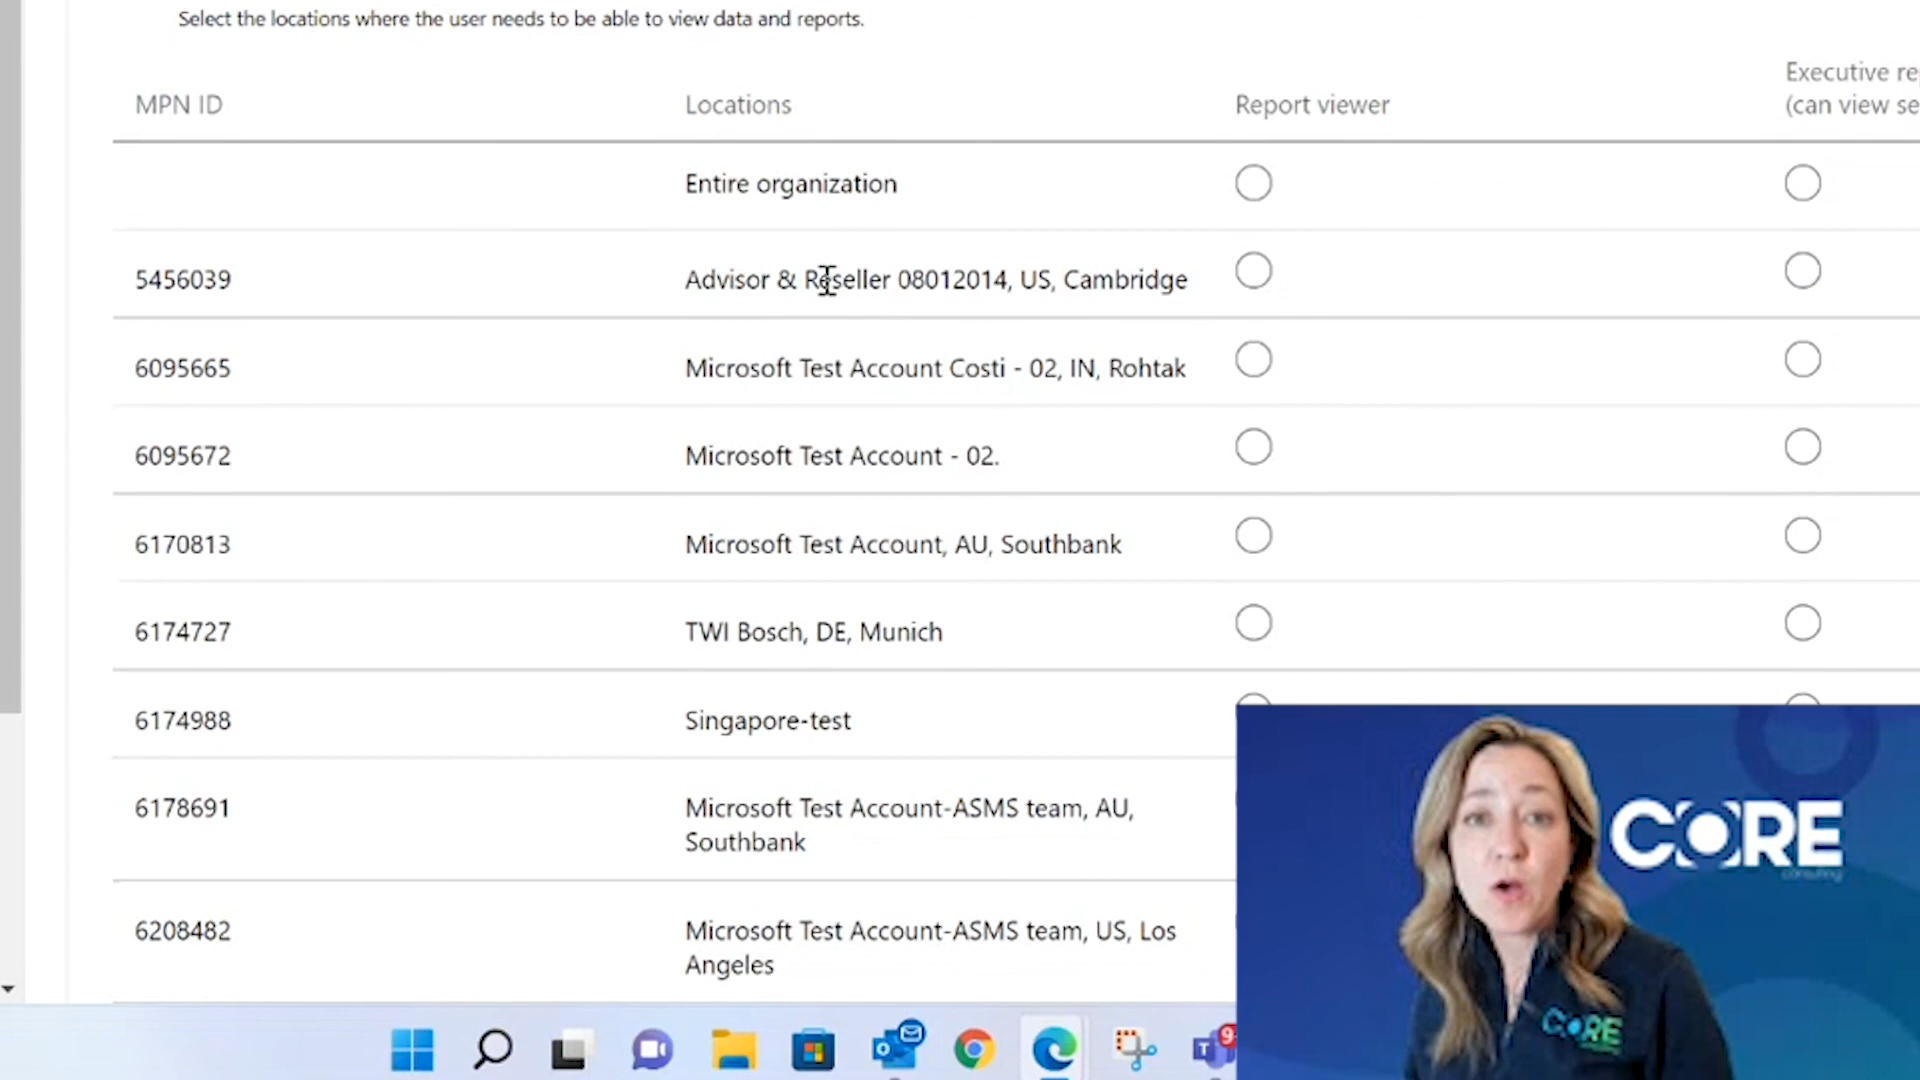 Select the locations where the user needs to be able to view data and reports.
MPN ID Locations Report viewer Executive re
(can view se
Entire organization
5456039 Advisor & Reseller 08012014, US, Cambridge
6095665 Microsoft Test Account Costi - 02, IN, Rohtak
6095672 Microsoft Test Account - 02.
6170813 Microsoft Test Account, AU, Southbank
6174727 TWI Bosch, DE, Munich
6174988 Singapore-test
6178691 Microsoft Test Account-ASMS team, AU,
Southbank
6208482 Microsoft Test Account-ASMS team, US, Los
Angeles
CORE
consulting
CORE
9